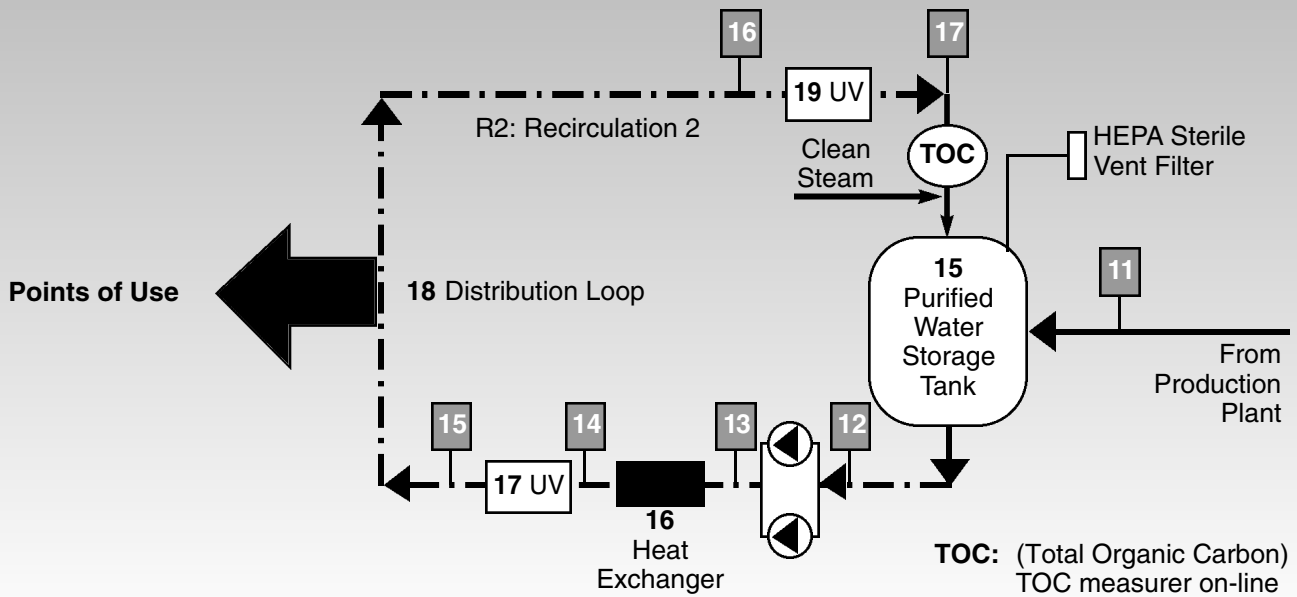 16
17
19 UV
R2: Recirculation 2
Clean
Steam
TOC
HEPA Sterile
Vent Filter
Points of Use
18 Distribution Loop
15
Purified
Water
Storage
Tank
11
From
Production
Plant
15
14
13
12
17 UV
16
Heat
Exchanger
TOC: (Total Organic Carbon)
TOC measurer on-line